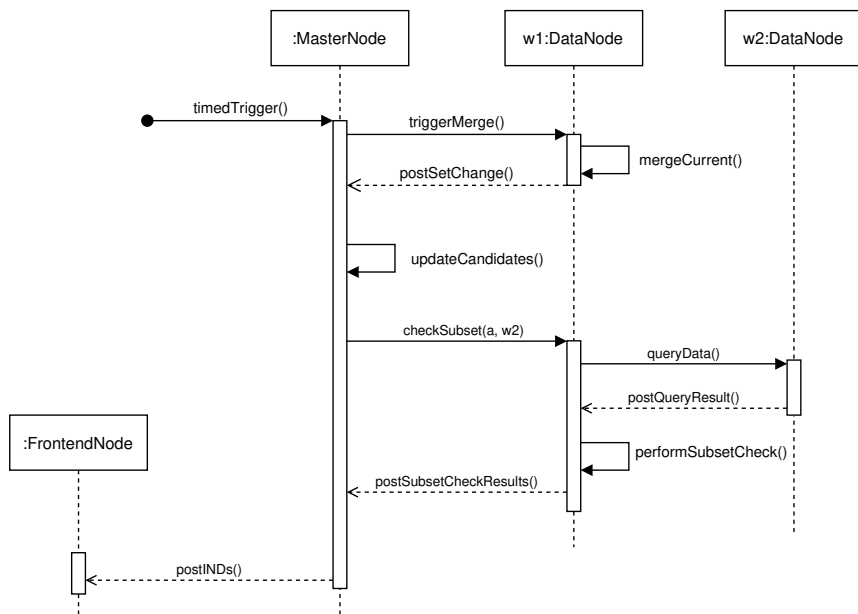 :MasterNode
w1:DataNode
w2:DataNode
timedTrigger()
triggerMerge()
mergeCurrent()
postSetChange()
updateCandidates()
checkSubset(a, w2)
queryData()
postQueryResult()
:FrontendNode
performSubsetCheck()
postSubsetCheckResults()
postINDs()